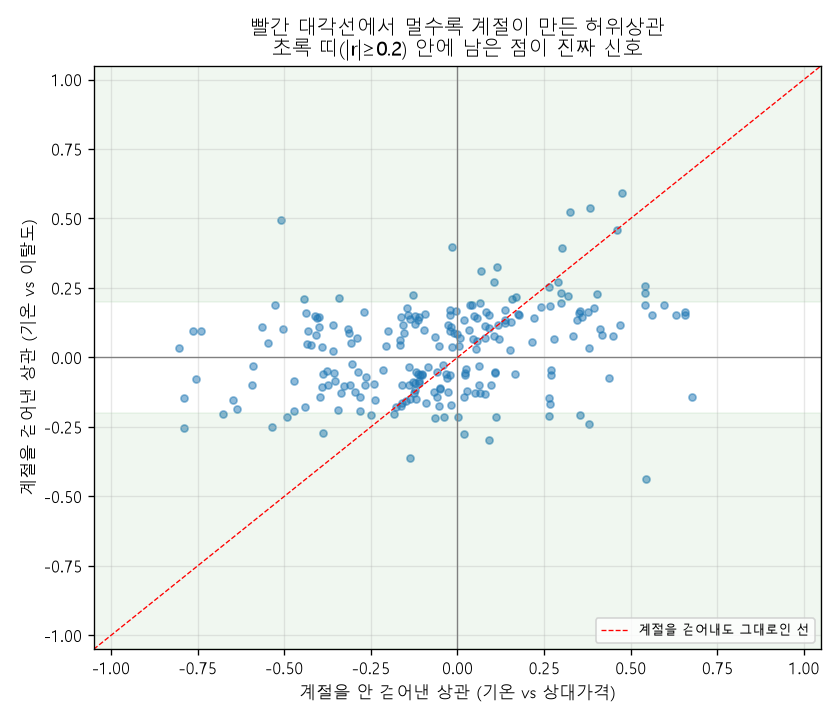 빨간 대각선에서 멀수록 계절이 만든 허위상관
초록 띠(|r|≥0.2) 안에 남은 점이 진짜 신호
계절을 걷어낸 상관 (기온 vs 이탈도)
1.00
0.75
0.50
0.25
0.00
-0.25
-0.50
-0.75
-1.00
계절을 걷어내도 그대로인 선
-1.00 -0.75 -0.50 -0.25 0.00 0.25 0.50 0.75 1.00
계절을 안 걷어낸 상관 (기온 vs 상대가격)